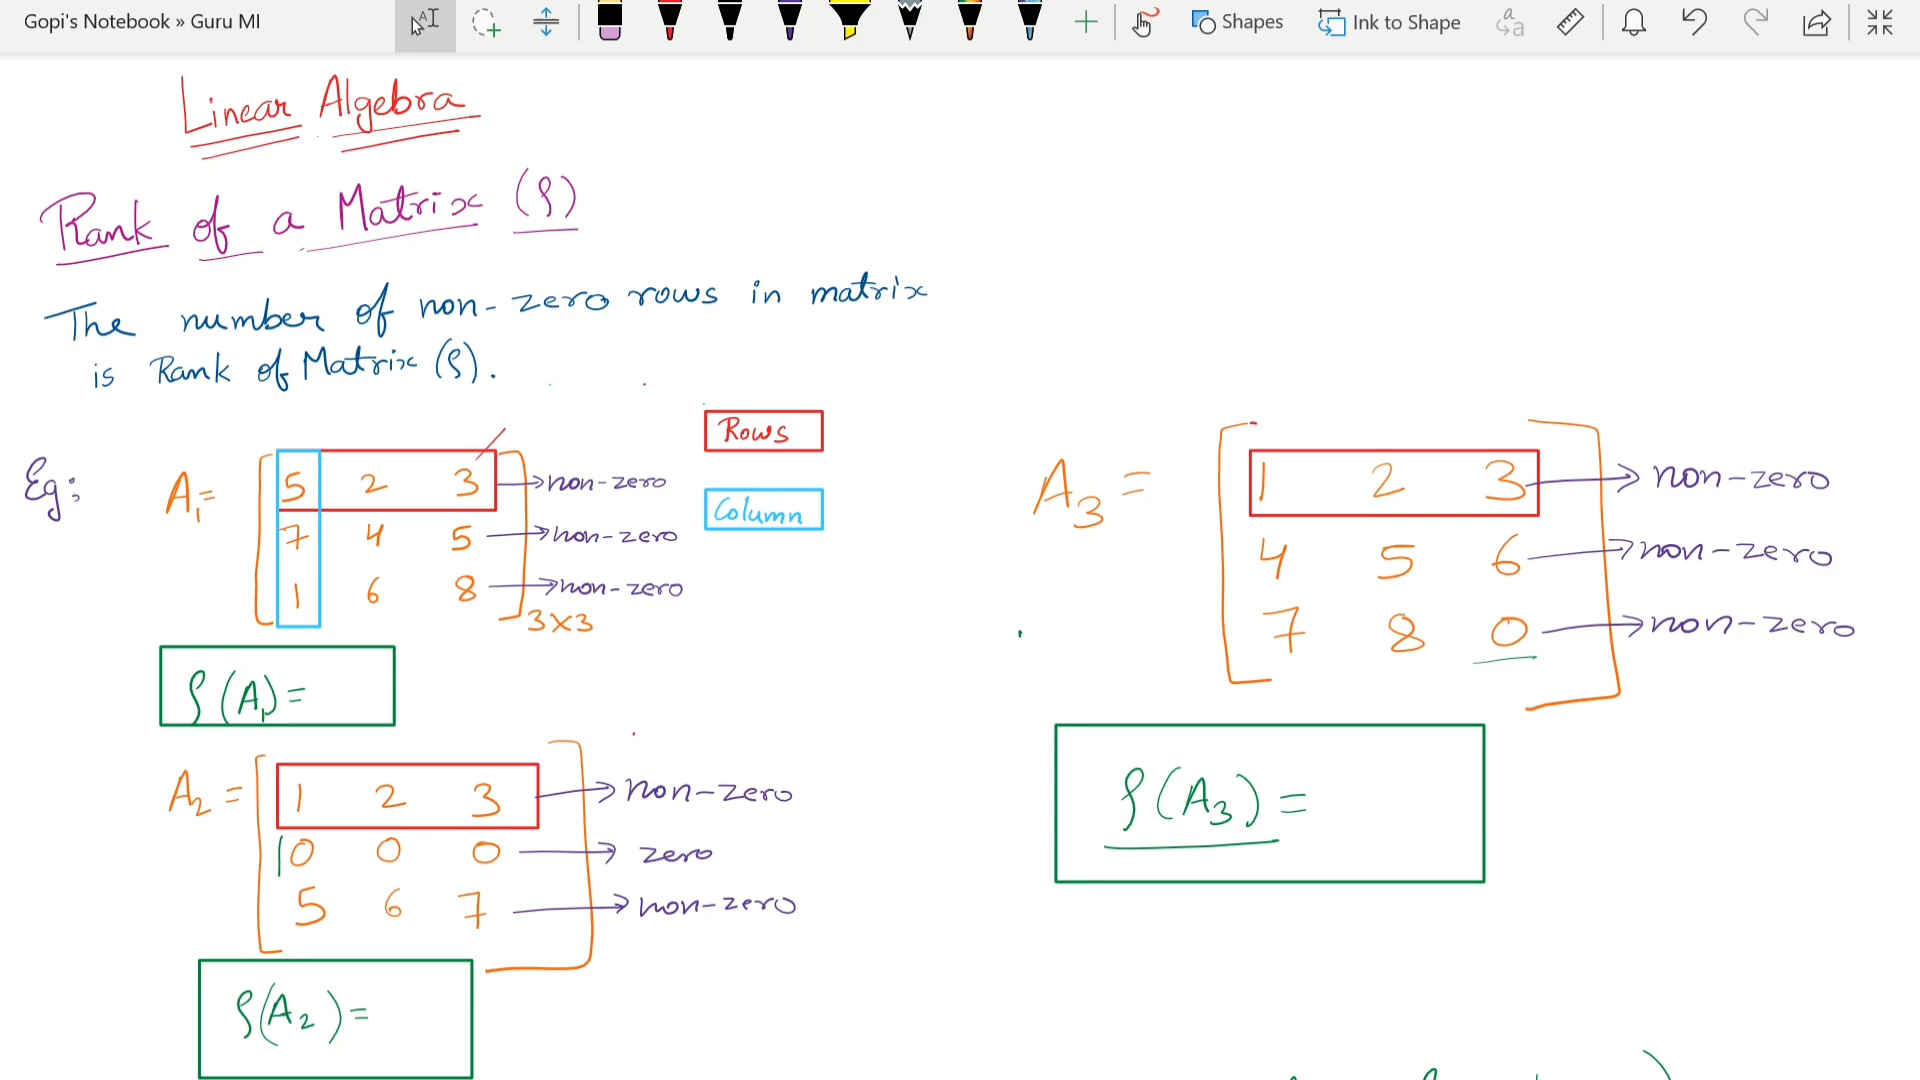 Gopi's Notebook » Guru MI
Shapes
Ink to Shape
Linear Algebra
Rank of a Matrix (ρ)
The number of non-zero rows in matrix
is Rank of Matrix (ρ).
Rows
Column
Eg:
A₁=
5 2 3 → non-zero
7 4 5 → non-zero
1 6 8 → non-zero
3×3
ρ(A₁)=
A₂ =
1 2 3 → non-zero
0 0 0 → zero
5 6 7 → non-zero
ρ(A₂)=
A₃ =
1 2 3 → non-zero
4 5 6 → non-zero
7 8 0 → non-zero
ρ(A₃) =